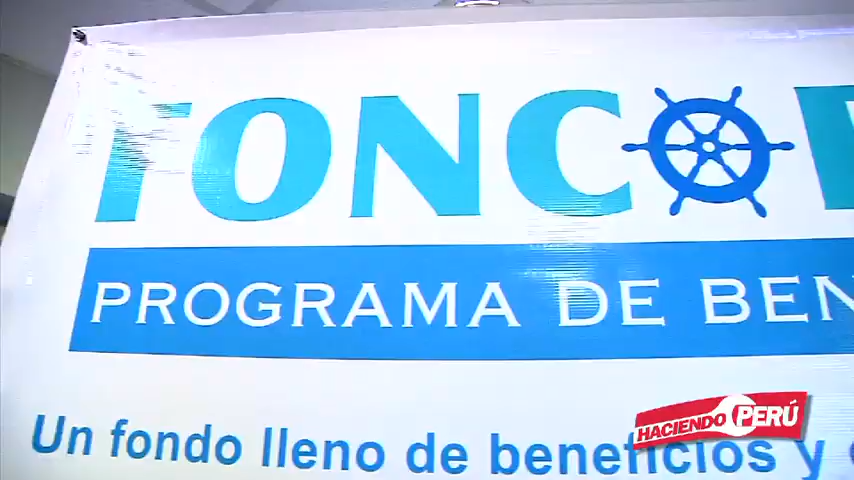 FONCO
PROGRAMA DE BEN
Un fondo lleno de beneficios y
HACIENDO PERÚ